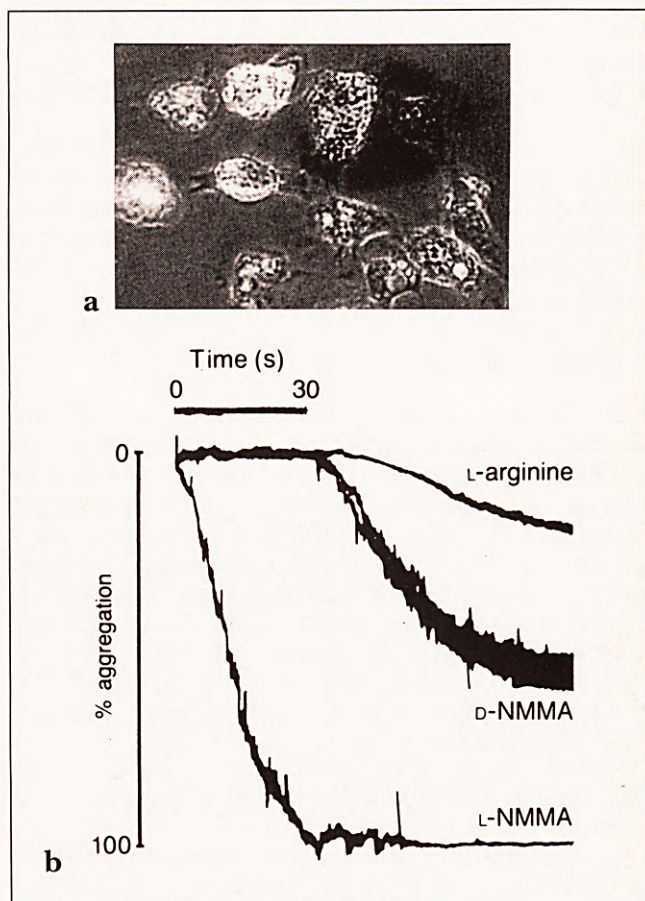 a
Time (s)
0 30
0
L-arginine
% aggregation
D-NMMA
L-NMMA
100
b